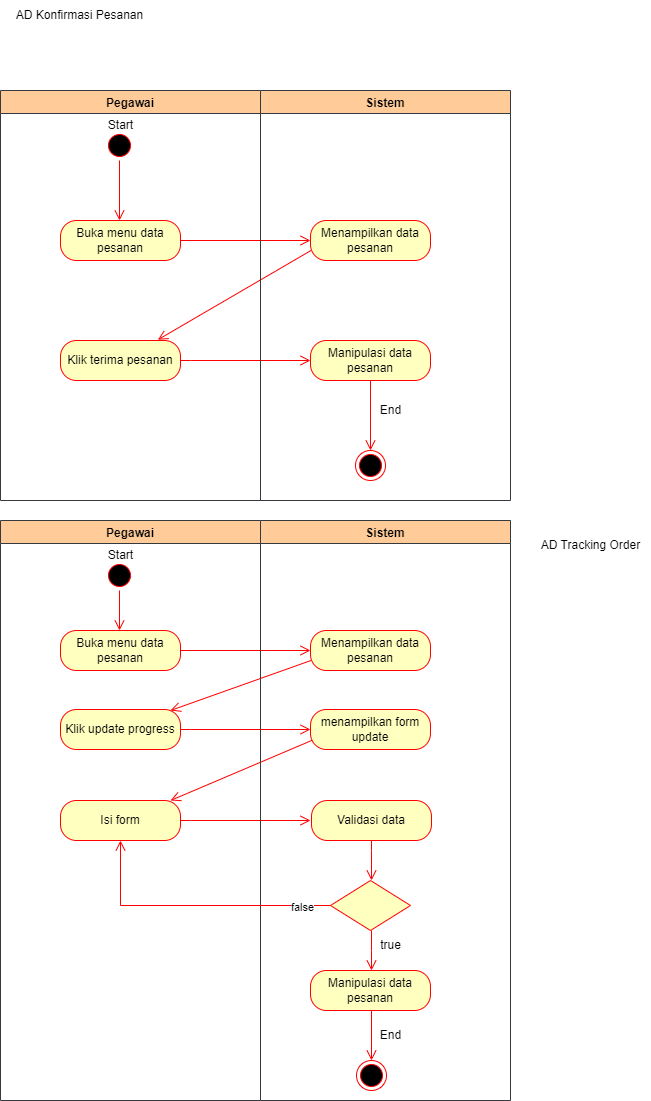 AD Konfirmasi Pesanan
Pegawai
Sistem
Start
Buka menu data
pesanan
Menampilkan data
pesanan
Klik terima pesanan
Manipulasi data
pesanan
End
Pegawai
Sistem
AD Tracking Order
Start
Buka menu data
pesanan
Menampilkan data
pesanan
Klik update progress
menampilkan form
update
Isi form
Validasi data
false
true
Manipulasi data
pesanan
End